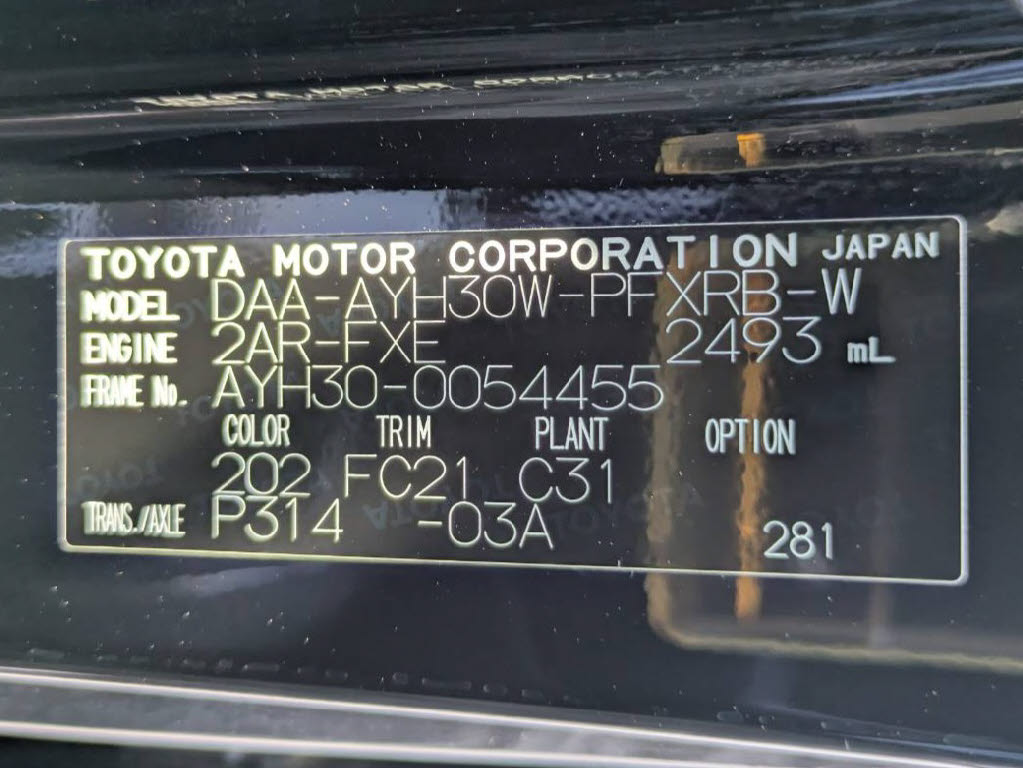 TOYOTA MOTOR CORPORATION JAPAN
MODEL DAA-AYH30W-PFXRB-W
ENGINE 2AR-FXE 2493 mL
FRAME No. AYH30-0054455
COLOR TRIM PLANT OPTION
202 FC21 C31
TRANS./AXLE P314 -03A 281